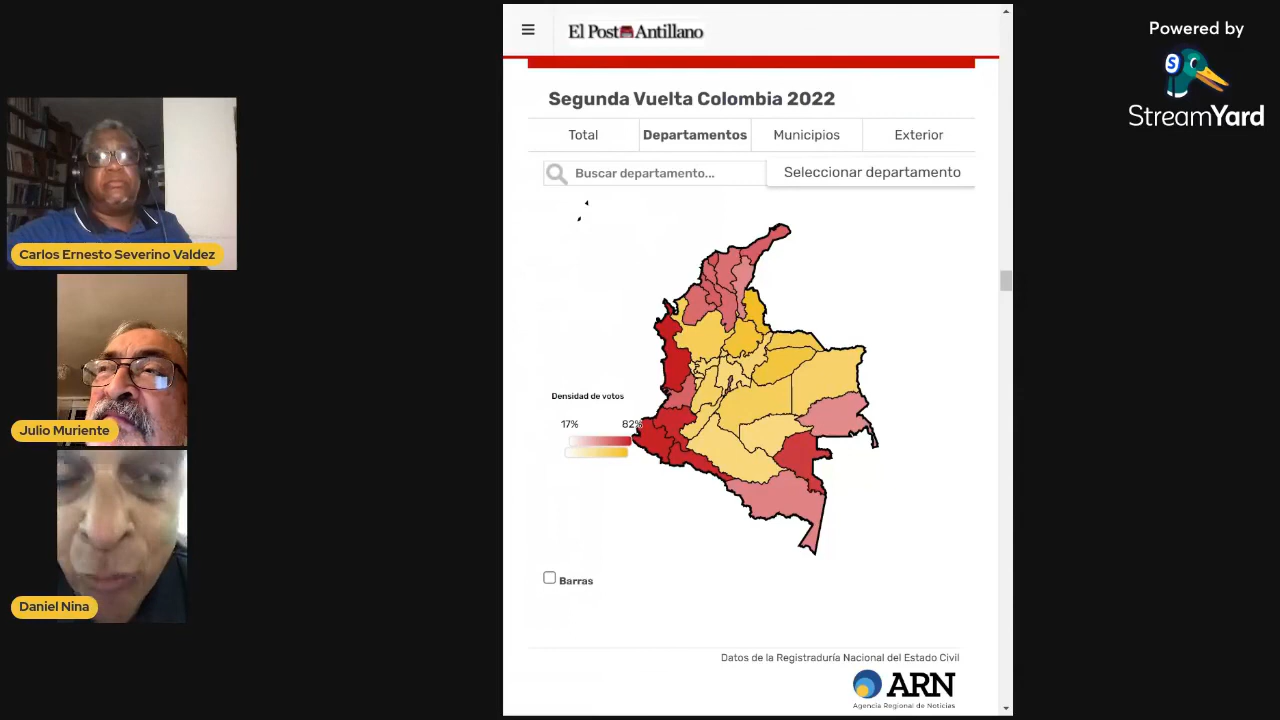 El Post Antillano
Segunda Vuelta Colombia 2022
Total
Departamentos
Municipios
Exterior
Buscar departamento...
Seleccionar departamento
Densidad de votos
17%
82%
Barras
Datos de la Registraduría Nacional del Estado Civil
ARN
Agencia Regional de Noticias
Carlos Ernesto Severino Valdez
Julio Muriente
Daniel Nina
Powered by
S
StreamYard